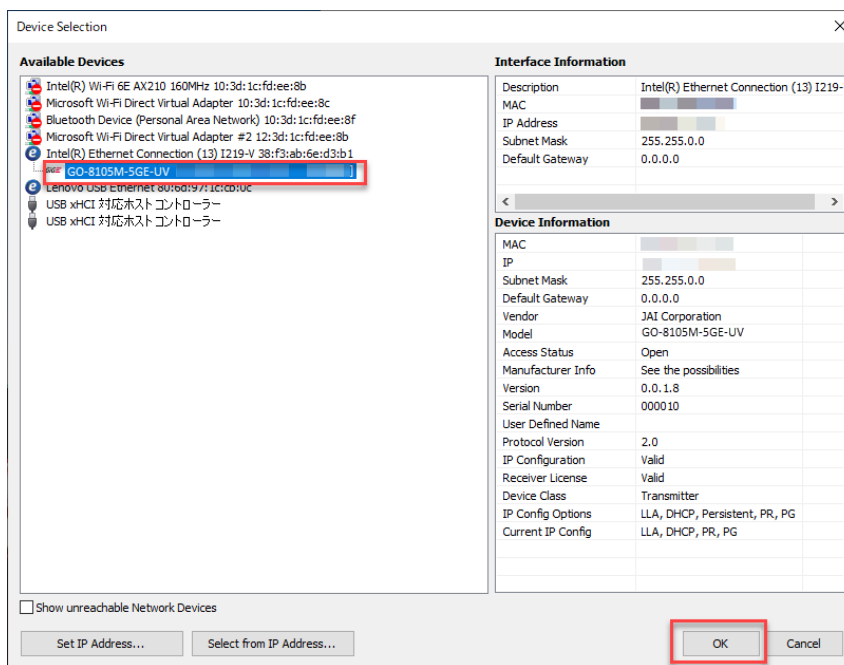 Device Selection
Available Devices
Intel(R) Wi-Fi 6E AX210 160MHz 10:3d:1c:fd:ee:8b
Microsoft Wi-Fi Direct Virtual Adapter 10:3d:1c:fd:ee:8c
Bluetooth Device (Personal Area Network) 10:3d:1c:fd:ee:8f
Microsoft Wi-Fi Direct Virtual Adapter #2 12:3d:1c:fd:ee:8b
Intel(R) Ethernet Connection (13) I219-V 38:f3:ab:6e:d3:b1
GO-8105M-5GE-UV ]
Lenovo USB Ethernet 80:6d:97:1c:cb:0c
USB xHCI 対応ホスト コントローラー
USB xHCI 対応ホスト コントローラー
Show unreachable Network Devices
Set IP Address...
Select from IP Address...
Interface Information
Description Intel(R) Ethernet Connection (13) I219-
MAC
IP Address
Subnet Mask 255.255.0.0
Default Gateway 0.0.0.0
Device Information
MAC
IP
Subnet Mask 255.255.0.0
Default Gateway 0.0.0.0
Vendor JAI Corporation
Model GO-8105M-5GE-UV
Access Status Open
Manufacturer Info See the possibilities
Version 0.0.1.8
Serial Number 000010
User Defined Name
Protocol Version 2.0
IP Configuration Valid
Receiver License Valid
Device Class Transmitter
IP Config Options LLA, DHCP, Persistent, PR, PG
Current IP Config LLA, DHCP, PR, PG
OK
Cancel